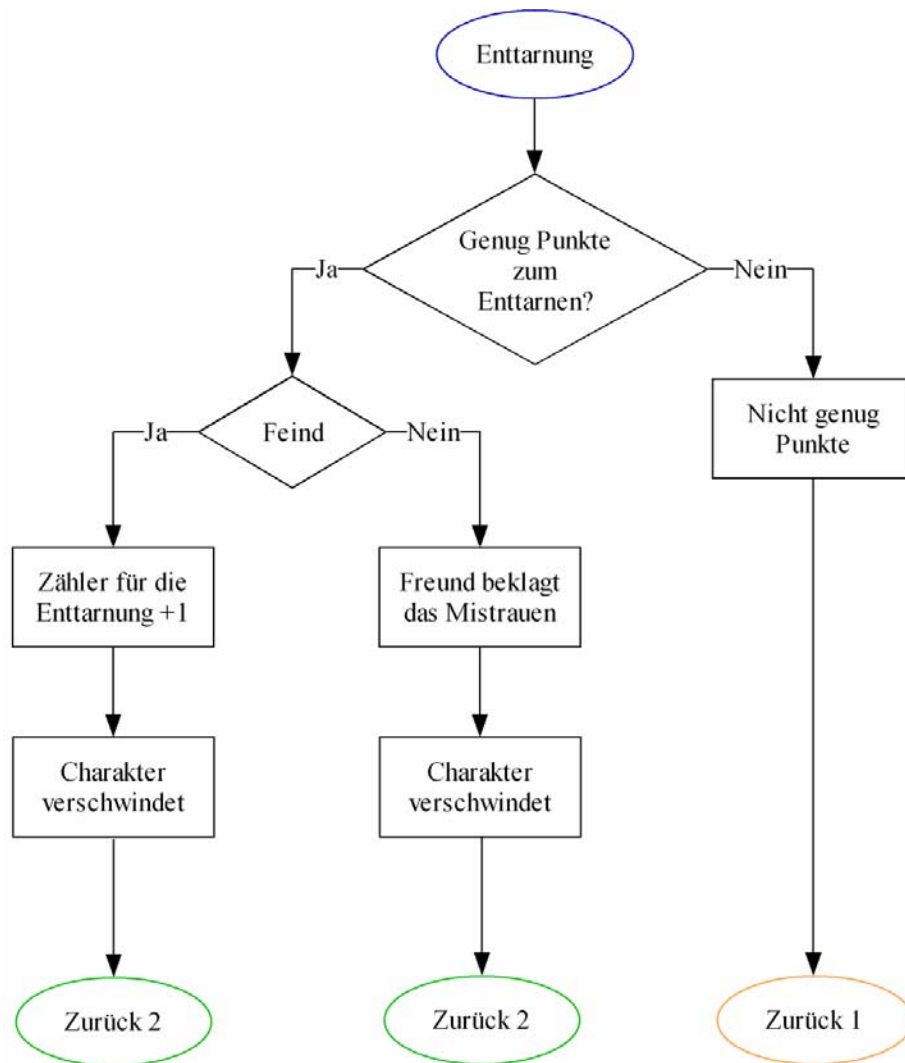 Enttarnung
Genug Punkte
zum
Enttarnen?
Ja
Nein
Feind
Ja
Nein
Nicht genug
Punkte
Zähler für die
Enttarnung +1
Freund beklagt
das Mistrauen
Charakter
verschwindet
Charakter
verschwindet
Zurück 2
Zurück 2
Zurück 1